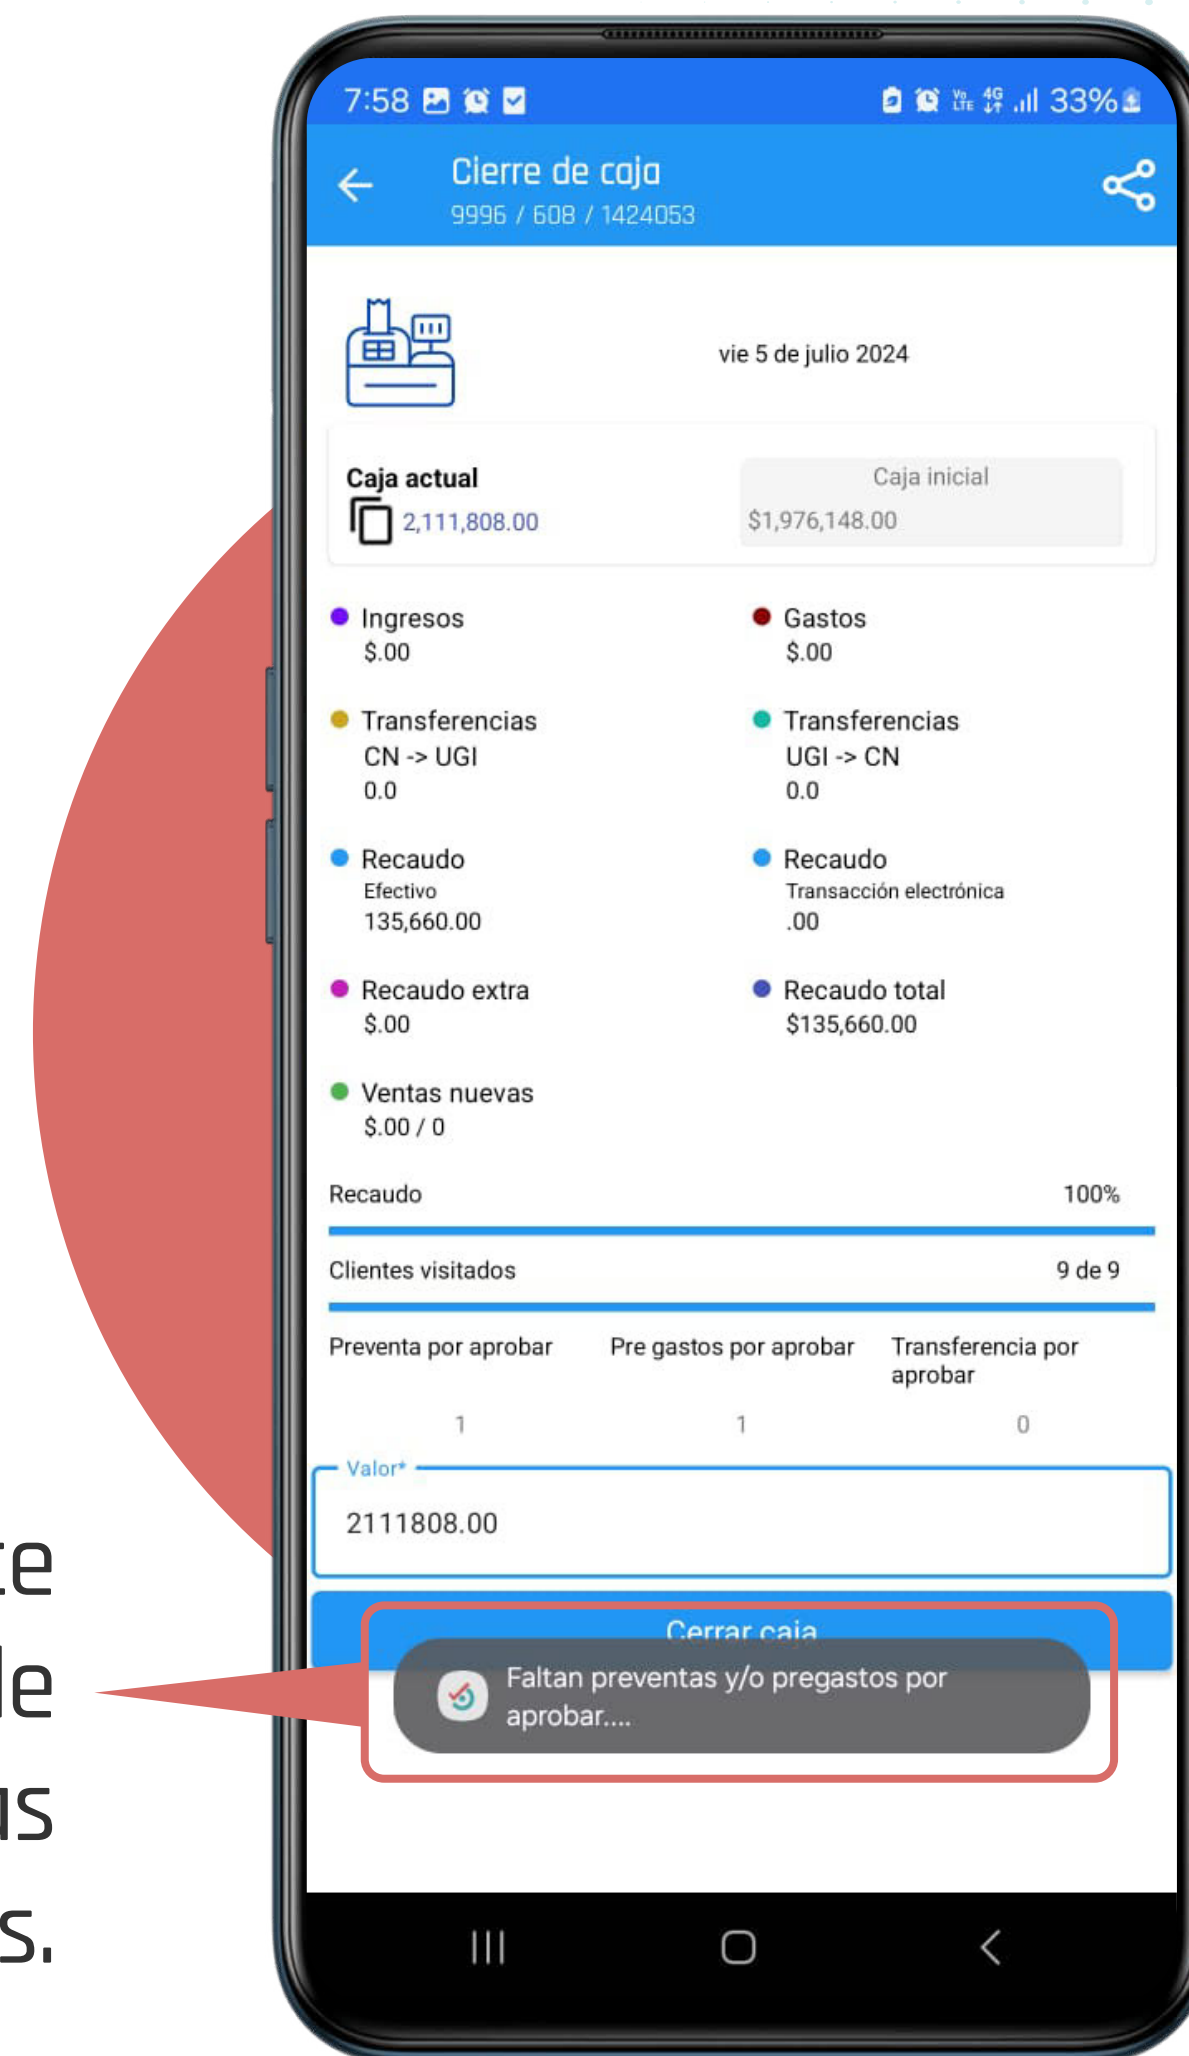 7:58
Vo LTE 4G 33%
Cierre de caja
9996 / 608 / 1424053
vie 5 de julio 2024
Caja actual
2,111,808.00
Caja inicial
$1,976,148.00
Ingresos
$.00
Gastos
$.00
Transferencias
CN -> UGI
0.0
Transferencias
UGI -> CN
0.0
Recaudo
Efectivo
135,660.00
Recaudo
Transacción electrónica
.00
Recaudo extra
$.00
Recaudo total
$135,660.00
Ventas nuevas
$.00 / 0
Recaudo 100%
Clientes visitados 9 de 9
Preventa por aprobar
1
Pre gastos por aprobar
1
Transferencia por
aprobar
0
Valor*
2111808.00
Cerrar caja
Faltan preventas y/o pregastos por
aprobar....
s.